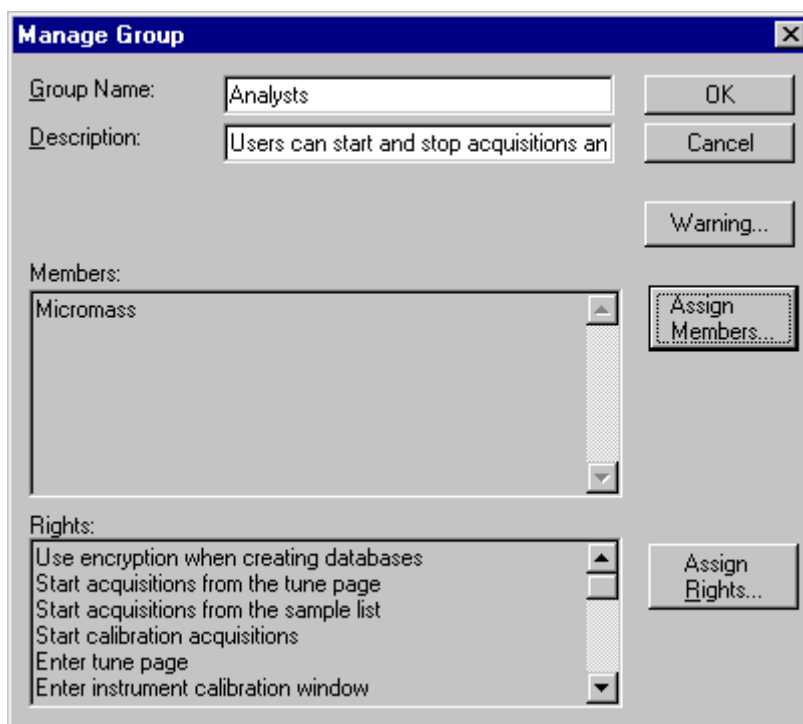 Manage Group
Group Name:
Analysts
OK
Description:
Users can start and stop acquisitions an
Cancel
Warning...
Members:
Micromass
Assign
Members...
Rights:
Use encryption when creating databases
Start acquisitions from the tune page
Start acquisitions from the sample list
Start calibration acquisitions
Enter tune page
Enter instrument calibration window
Assign
Rights...